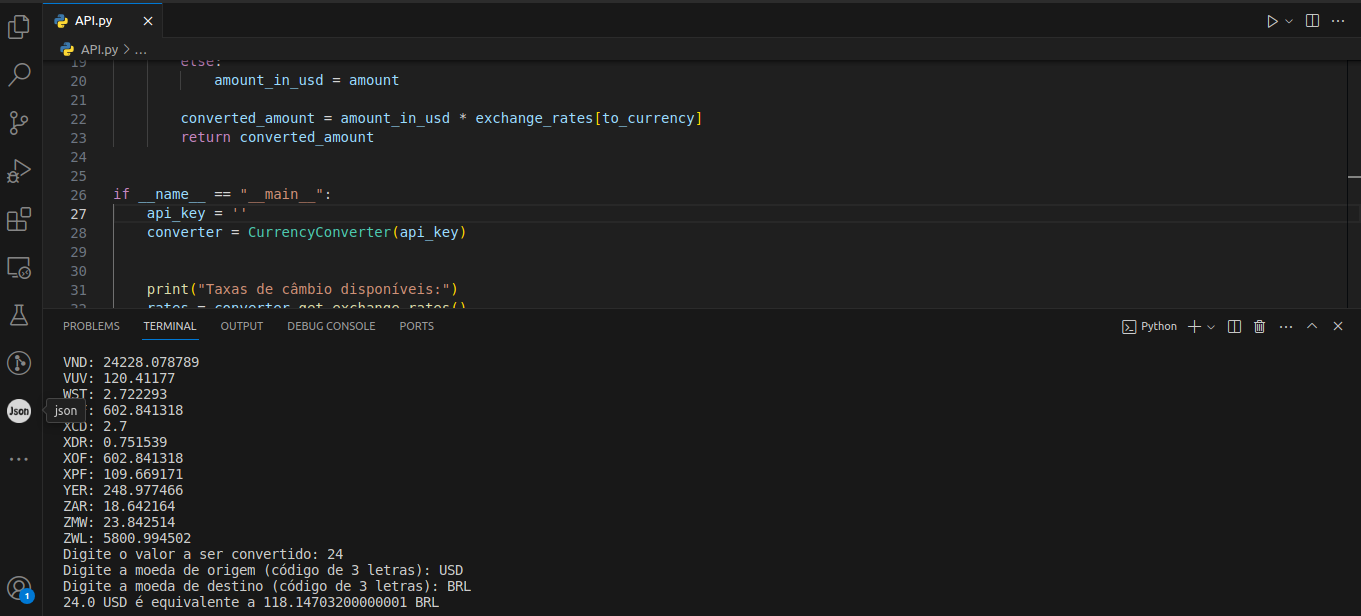 API.py
API.py > ...
19 else:
20 amount_in_usd = amount
21
22 converted_amount = amount_in_usd * exchange_rates[to_currency]
23 return converted_amount
24
25
26 if __name__ == "__main__":
27 api_key = ''
28 converter = CurrencyConverter(api_key)
29
30
31 print("Taxas de câmbio disponíveis:")
32 rates = converter.get_exchange_rates()
PROBLEMS TERMINAL OUTPUT DEBUG CONSOLE PORTS Python
VND: 24228.078789
VUV: 120.41177
WST: 2.722293
: 602.841318
Json json
XCD: 2.7
XDR: 0.751539
XOF: 602.841318
XPF: 109.669171
YER: 248.977466
ZAR: 18.642164
ZMW: 23.842514
ZWL: 5800.994502
Digite o valor a ser convertido: 24
Digite a moeda de origem (código de 3 letras): USD
Digite a moeda de destino (código de 3 letras): BRL
24.0 USD é equivalente a 118.14703200000001 BRL
1